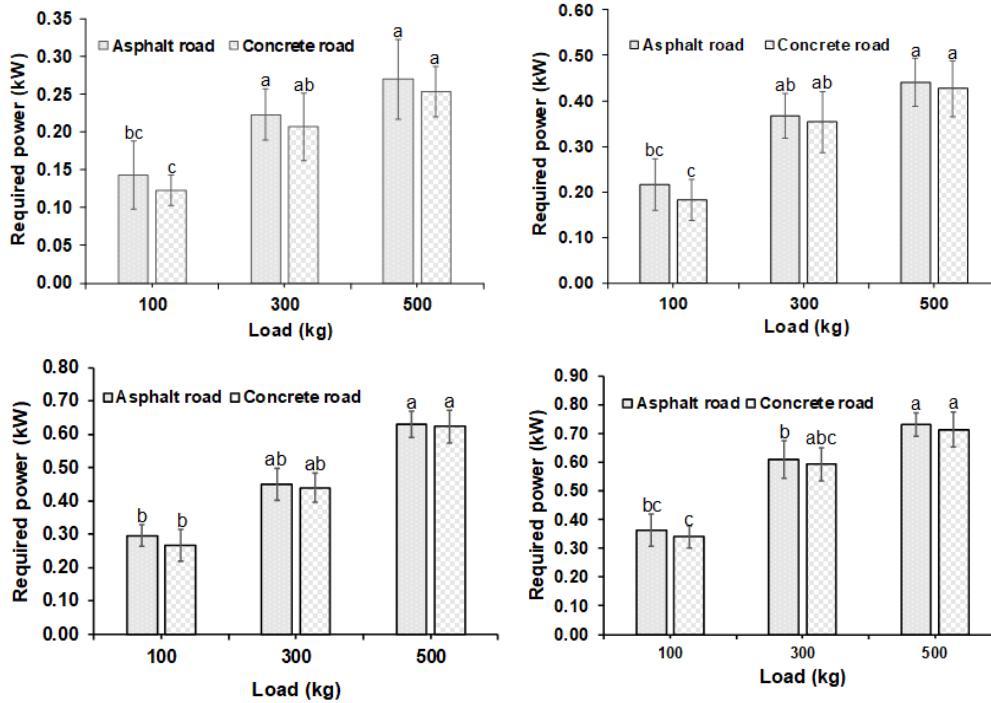 Required power (kW)
0.35
0.30
0.25
0.20
0.15
0.10
0.05
0.00
Asphalt road Concrete road
bc c a ab a a
100 300 500
Load (kg)
Required power (kW)
0.60
0.50
0.40
0.30
0.20
0.10
0.00
Asphalt road Concrete road
bc c ab ab a a
100 300 500
Load (kg)
Required power (kW)
0.80
0.70
0.60
0.50
0.40
0.30
0.20
0.10
0.00
Asphalt road Concrete road
b b ab ab a a
100 300 500
Load (kg)
Required power (kW)
0.90
0.80
0.70
0.60
0.50
0.40
0.30
0.20
0.10
0.00
Asphalt road Concrete road
bc c b abc a a
100 300 500
Load (kg)